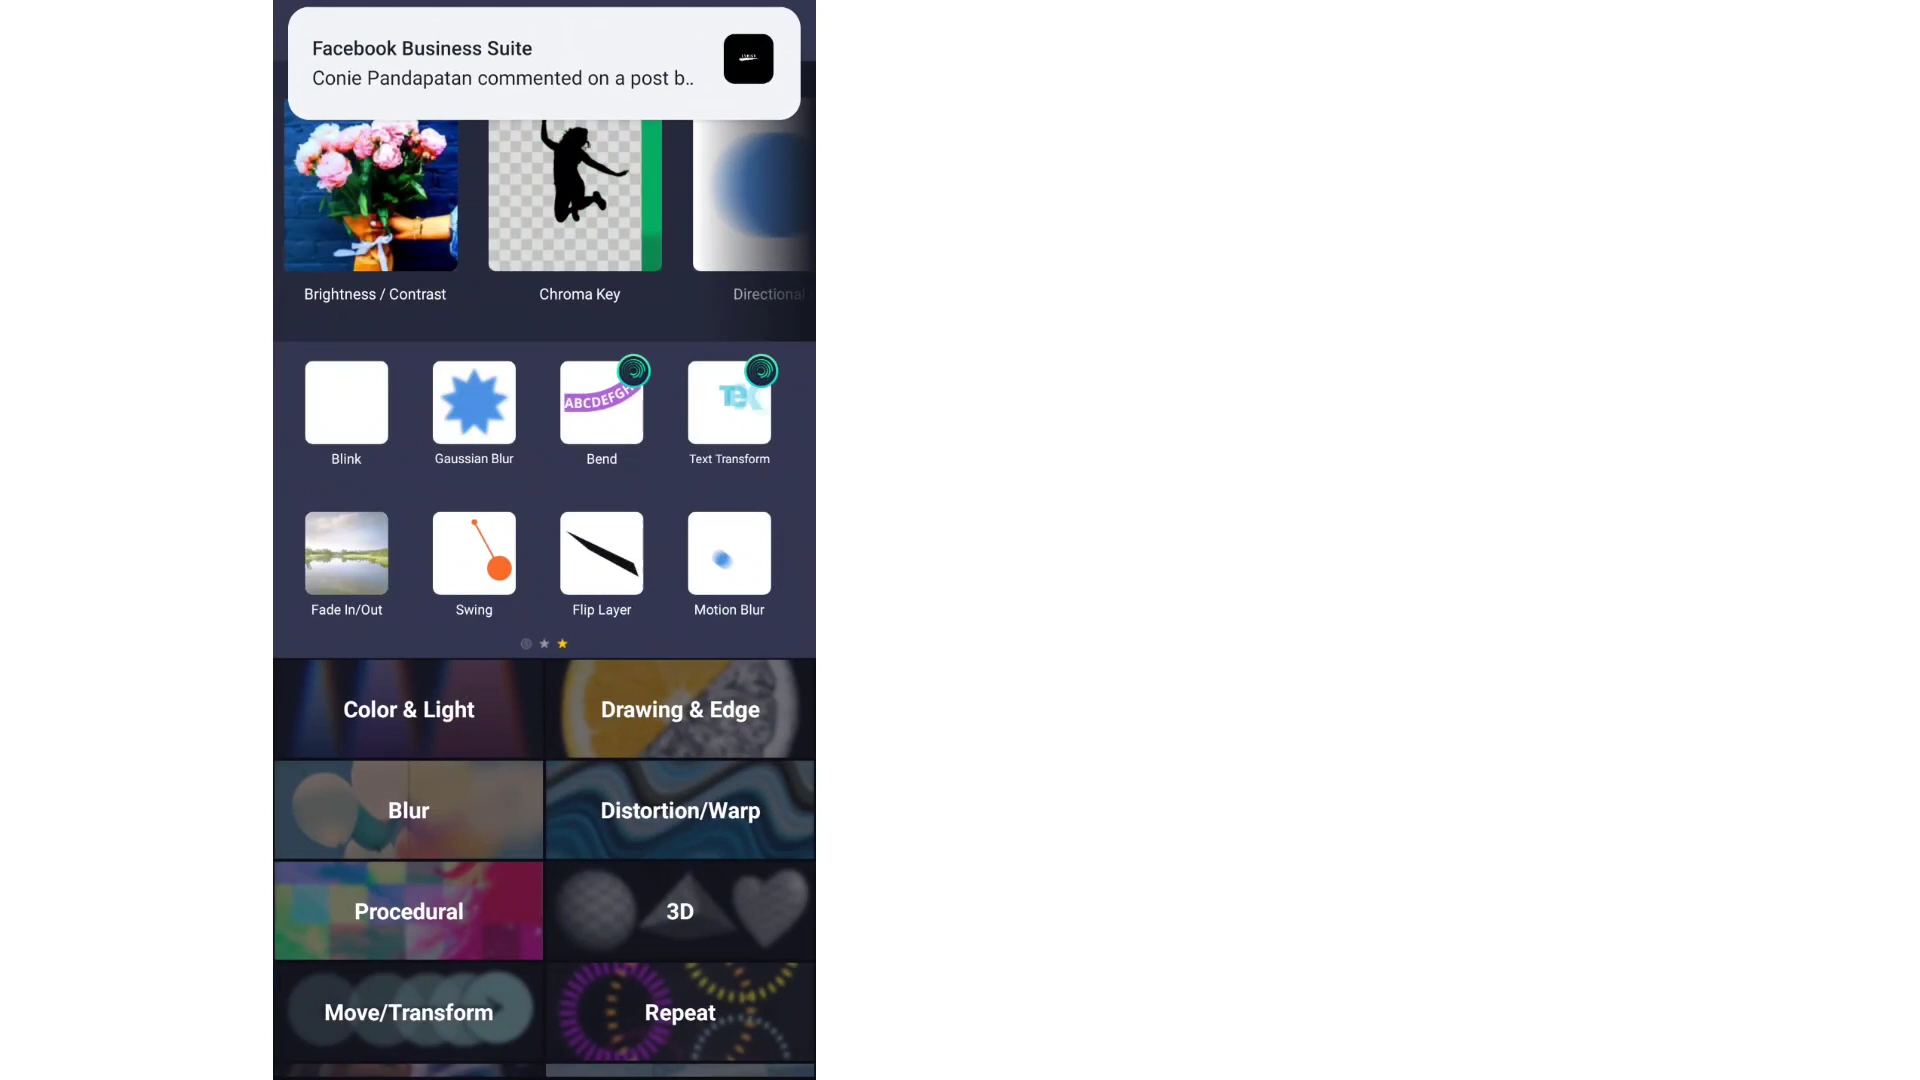 Facebook Business Suite
Conie Pandapatan commented on a post b..
Brightness / Contrast
Chroma Key
Directional
ABCDEFGH
Blink
Gaussian Blur
Bend
Text Transform
Fade In/Out
Swing
Flip Layer
Motion Blur
Color & Light
Drawing & Edge
Blur
Distortion/Warp
Procedural
3D
Move/Transform
Repeat